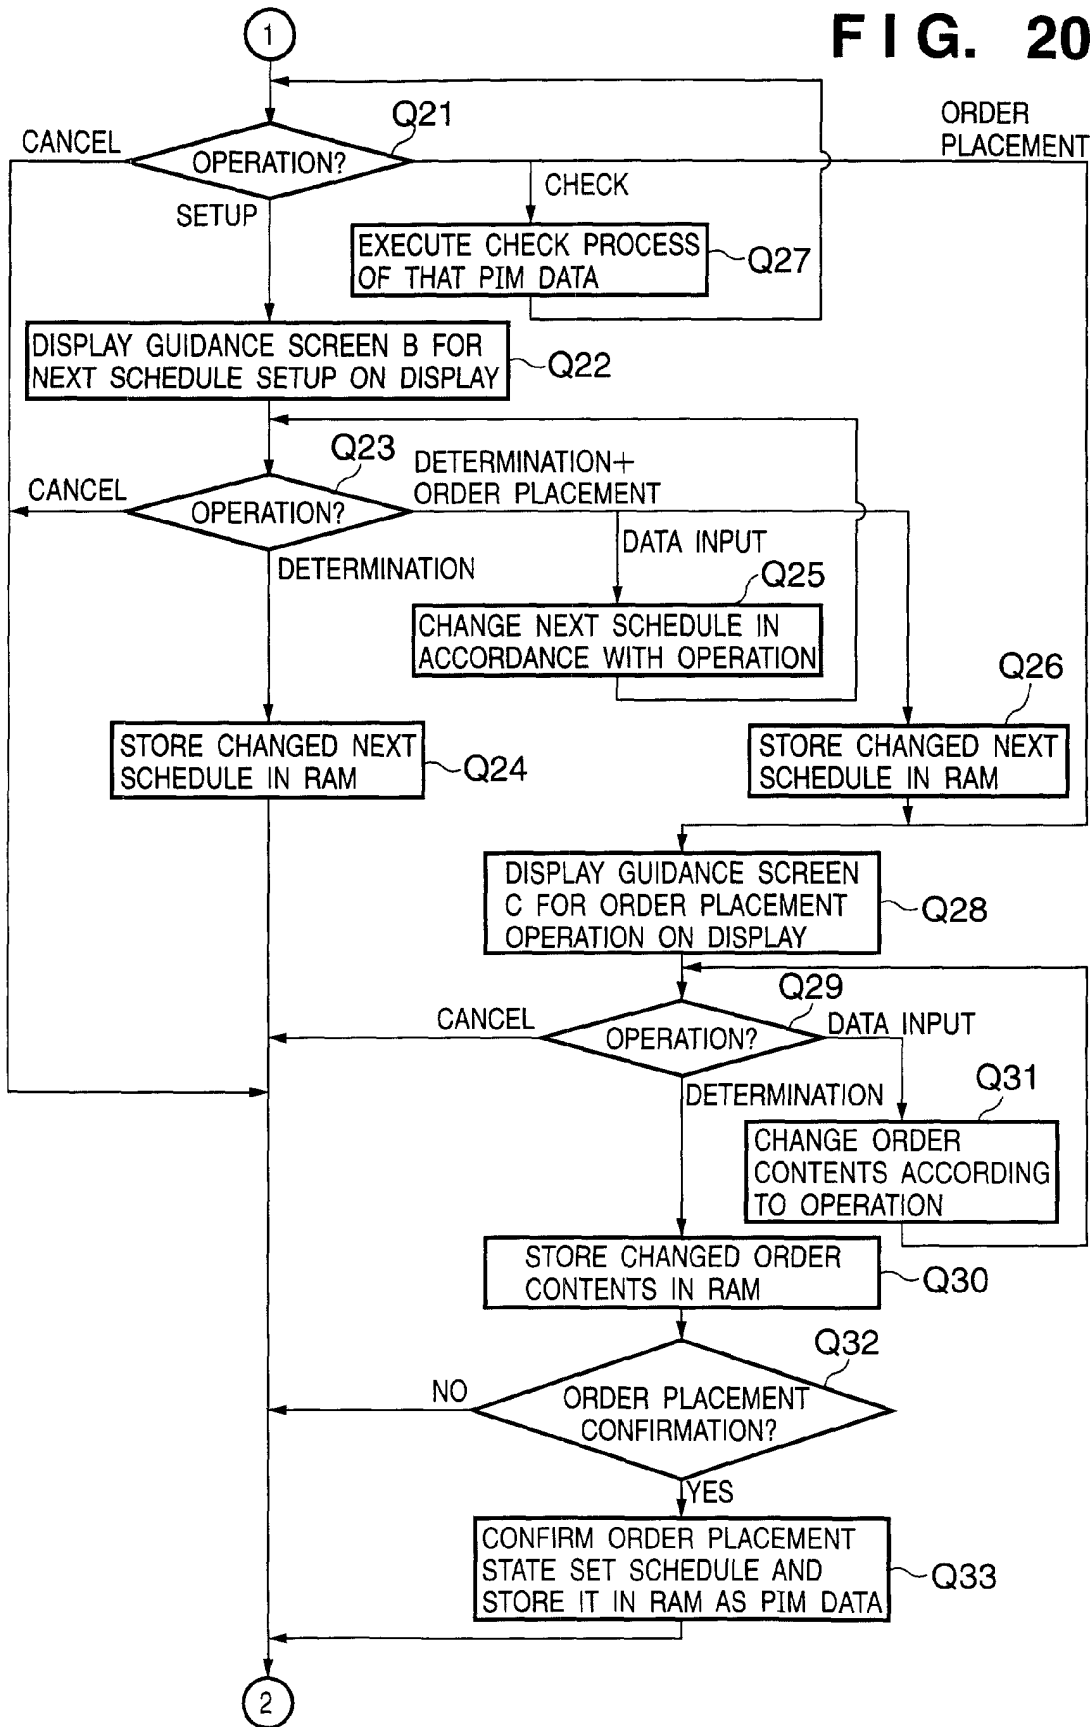 FIG. 20
1
Q21
CANCEL
OPERATION?
ORDER
PLACEMENT
CHECK
SETUP
EXECUTE CHECK PROCESS
OF THAT PIM DATA
Q27
DISPLAY GUIDANCE SCREEN B FOR
NEXT SCHEDULE SETUP ON DISPLAY
Q22
Q23
DETERMINATION+
ORDER PLACEMENT
CANCEL
OPERATION?
DATA INPUT
DETERMINATION
Q25
CHANGE NEXT SCHEDULE IN
ACCORDANCE WITH OPERATION
Q26
STORE CHANGED NEXT
SCHEDULE IN RAM
Q24
STORE CHANGED NEXT
SCHEDULE IN RAM
DISPLAY GUIDANCE SCREEN
C FOR ORDER PLACEMENT
OPERATION ON DISPLAY
Q28
Q29
CANCEL
OPERATION?
DATA INPUT
DETERMINATION
Q31
CHANGE ORDER
CONTENTS ACCORDING
TO OPERATION
STORE CHANGED ORDER
CONTENTS IN RAM
Q30
Q32
NO
ORDER PLACEMENT
CONFIRMATION?
YES
CONFIRM ORDER PLACEMENT
STATE SET SCHEDULE AND
STORE IT IN RAM AS PIM DATA
Q33
2